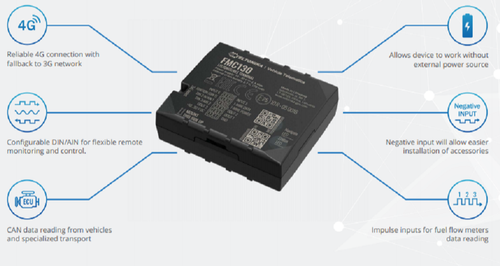 4G
Reliable 4G connection with
fallback to 3G network
Configurable DIN/AIN for flexible remote
monitoring and control.
ECU
CAN data reading from vehicles
and specialized transport
FMC130
Allows device to work without
external power source
Negative
INPUT
Negative input will allow easier
installation of accessories
1 2 3
Impulse inputs for fuel flow meters
data reading